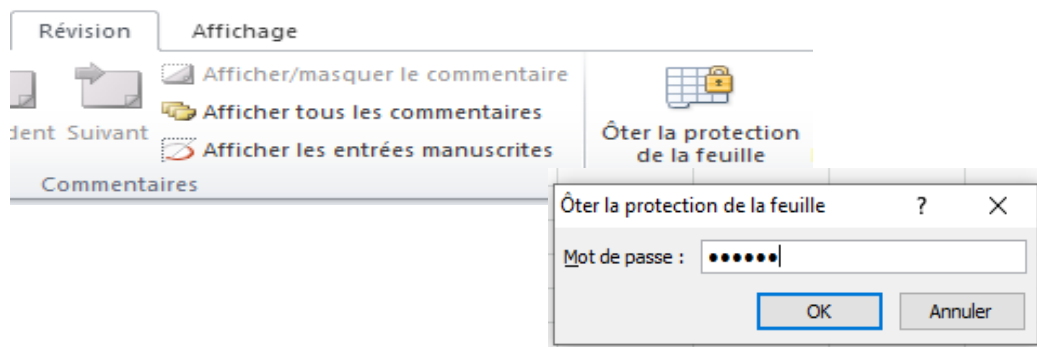 Révision Affichage
Afficher/masquer le commentaire
Suivant Afficher tous les commentaires
Afficher les entrées manuscrites
Commentaires
Ôter la protection
de la feuille
Ôter la protection de la feuille ? X
Mot de passe : ••••••
OK Annuler